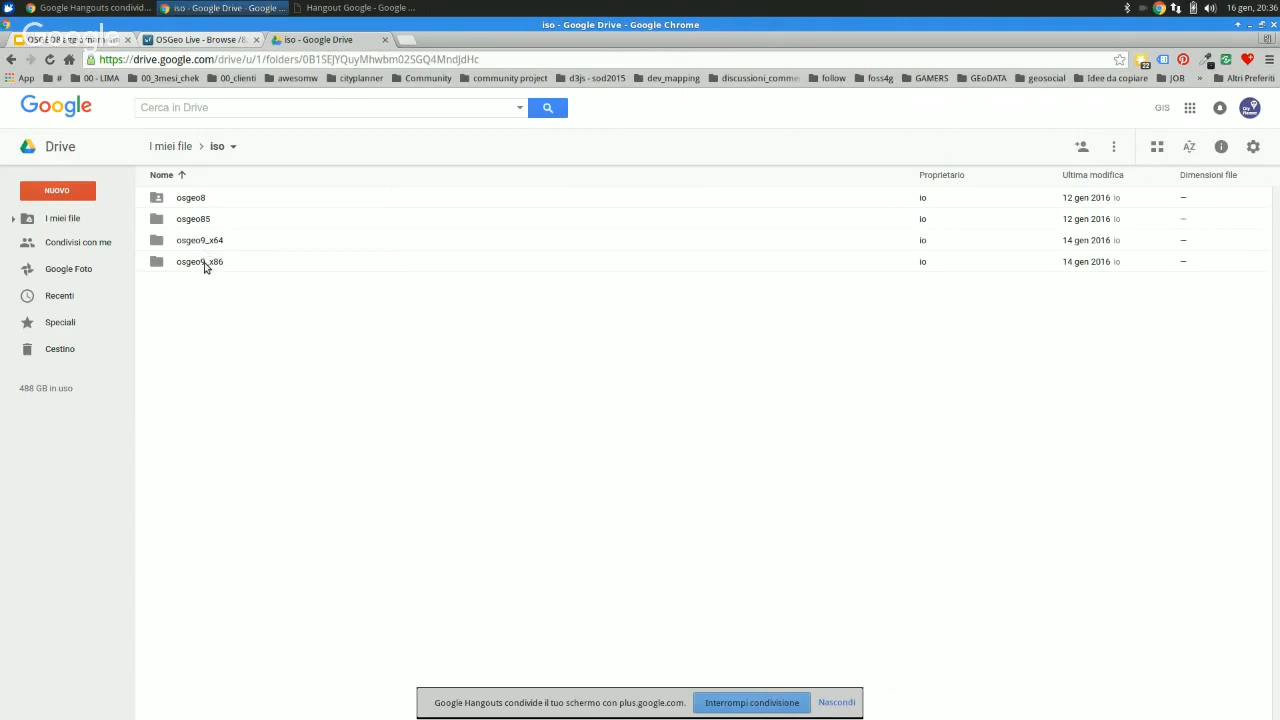 Google Hangouts condivid...
iso - Google Drive - Google ...
Hangout Google - Google ...
16 gen, 20:36
iso - Google Drive - Google Chrome
Google
OSGeo Live - Browse /8.
iso - Google Drive
https://drive.google.com/drive/u/1/folders/0B1SEJYQuyMhwbm02SGQ4MndJdHc
App
#
00 - LIMA
00_3mesi_chek
00_clienti
awesomw
cityplanner
Community
community project
d3js - sod2015
dev_mapping
discussioni_comme
follow
foss4g
GAMERS
GEoDATA
geosocial
Idee da copiare
JOB
»
Altri Preferiti
Google
Cerca in Drive
GIS
Drive
I miei file > iso
NUOVO
I miei file
Condivisi con me
Google Foto
Recenti
Speciali
Cestino
488 GB in uso
Nome Proprietario Ultima modifica Dimensioni file
osgeo8 io 12 gen 2016 io —
osgeo85 io 12 gen 2016 io —
osgeo9_x64 io 14 gen 2016 io —
osgeo9_x86 io 14 gen 2016 io —
Google Hangouts condivide il tuo schermo con plus.google.com.
Interrompi condivisione
Nascondi